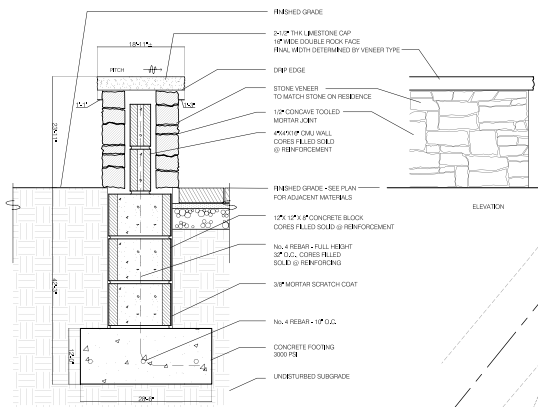 FINISHED GRADE
2-1/2" THK LIMESTONE CAP
16" WIDE DOUBLE ROCK FACE
FINAL WIDTH DETERMINED BY VENEER TYPE
PITCH
DRIP EDGE
STONE VENEER
TO MATCH STONE ON RESIDENCE
1/2" CONCAVE TOOLED
MORTAR JOINT
4"X4"X16" CMU WALL
CORES FILLED SOILD
@ REINFORCEMENT
FINISHED GRADE - SEE PLAN
FOR ADJACENT MATERIALS
ELEVATION
12"X 12"X 8" CONCRETE BLOCK
CORES FILLED SOLID @ REINFORCEMENT
No. 4 REBAR - FULL HEIGHT
32" O.C. CORES FILLED
SOLID @ REINFORCING
3/8" MORTAR SCRATCH COAT
No. 4 REBAR - 10" O.C.
CONCRETE FOOTING
3000 PSI
UNDISTURBED SUBGRADE